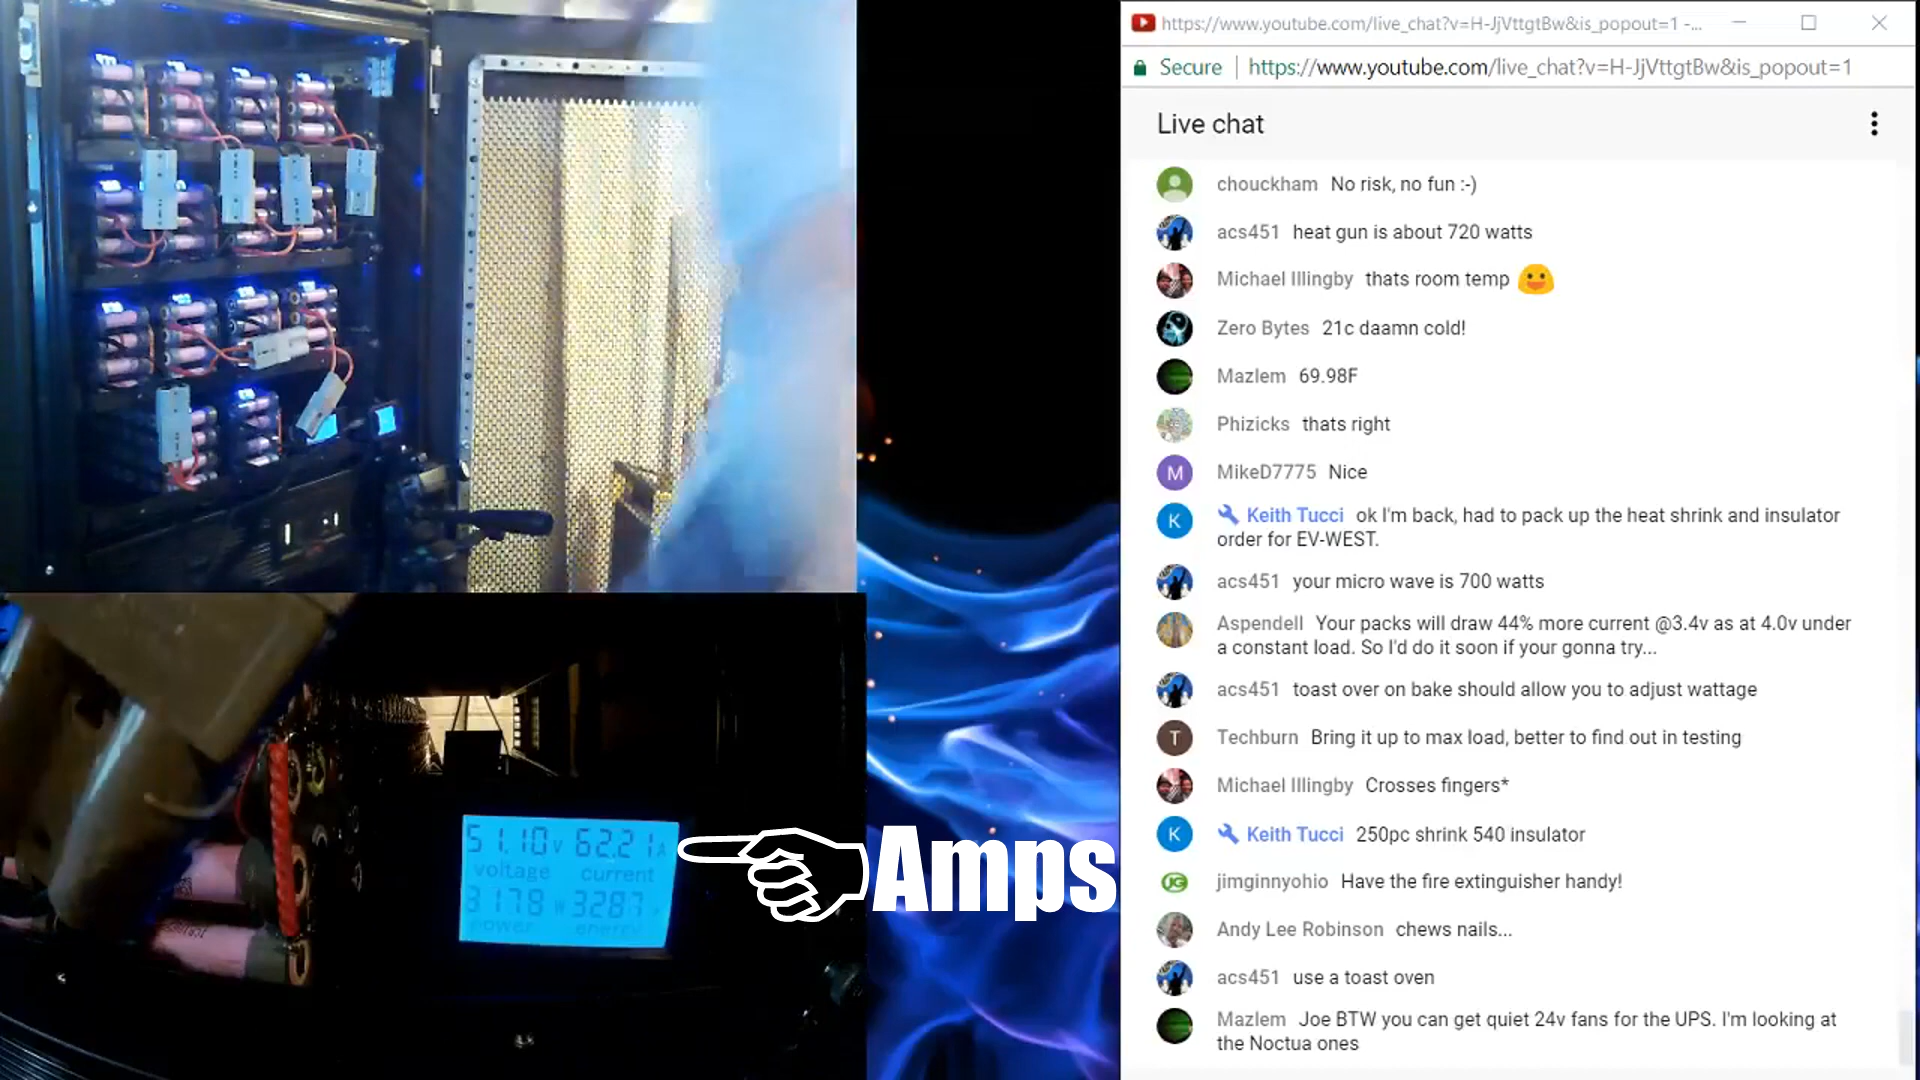 https://www.youtube.com/live_chat?v=H-JjVttgtBw&is_popout=1 -...
Secure
https://www.youtube.com/live_chat?v=H-JjVttgtBw&is_popout=1
Live chat
chouckham No risk, no fun :-)
acs451 heat gun is about 720 watts
Michael Illingby thats room temp
Zero Bytes 21c daamn cold!
Mazlem 69.98F
Phizicks thats right
M
MikeD7775 Nice
K
Keith Tucci ok I'm back, had to pack up the heat shrink and insulator
order for EV-WEST.
acs451 your micro wave is 700 watts
Aspendell Your packs will draw 44% more current @3.4v as at 4.0v under
a constant load. So I'd do it soon if your gonna try...
acs451 toast over on bake should allow you to adjust wattage
T
Techburn Bring it up to max load, better to find out in testing
Michael Illingby Crosses fingers*
K
Keith Tucci 250pc shrink 540 insulator
jimginnyohio Have the fire extinguisher handy!
Andy Lee Robinson chews nails...
acs451 use a toast oven
Mazlem Joe BTW you can get quiet 24v fans for the UPS. I'm looking at
the Noctua ones
51.10V 62.21A
voltage current
3178W 3287
power energy
Amps